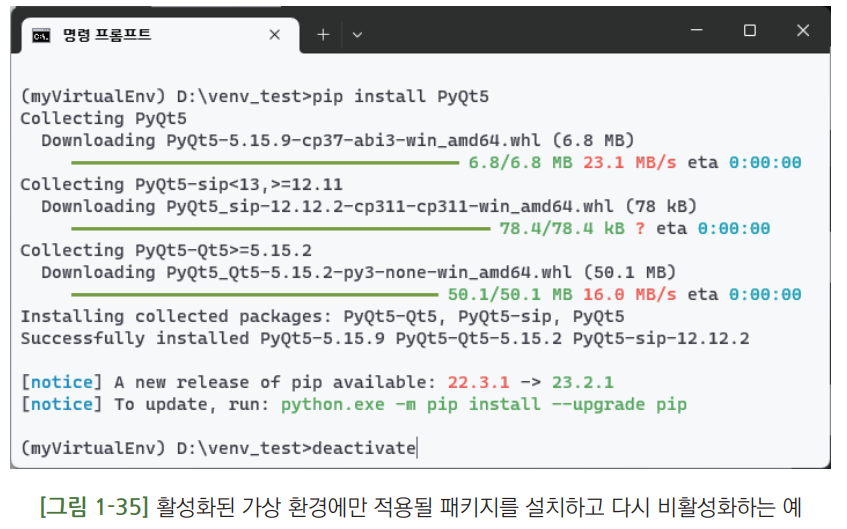 명령 프롬프트
(myVirtualEnv) D:\venv_test>pip install PyQt5
Collecting PyQt5
Downloading PyQt5-5.15.9-cp37-abi3-win_amd64.whl (6.8 MB)
6.8/6.8 MB 23.1 MB/s eta 0:00:00
Collecting PyQt5-sip<13,>=12.11
Downloading PyQt5_sip-12.12.2-cp311-cp311-win_amd64.whl (78 kB)
78.4/78.4 kB ? eta 0:00:00
Collecting PyQt5-Qt5>=5.15.2
Downloading PyQt5_Qt5-5.15.2-py3-none-win_amd64.whl (50.1 MB)
50.1/50.1 MB 16.0 MB/s eta 0:00:00
Installing collected packages: PyQt5-Qt5, PyQt5-sip, PyQt5
Successfully installed PyQt5-5.15.9 PyQt5-Qt5-5.15.2 PyQt5-sip-12.12.2
[notice] A new release of pip available: 22.3.1 -> 23.2.1
[notice] To update, run: python.exe -m pip install --upgrade pip
(myVirtualEnv) D:\venv_test>deactivate
[그림 1-35] 활성화된 가상 환경에만 적용될 패키지를 설치하고 다시 비활성화하는 예